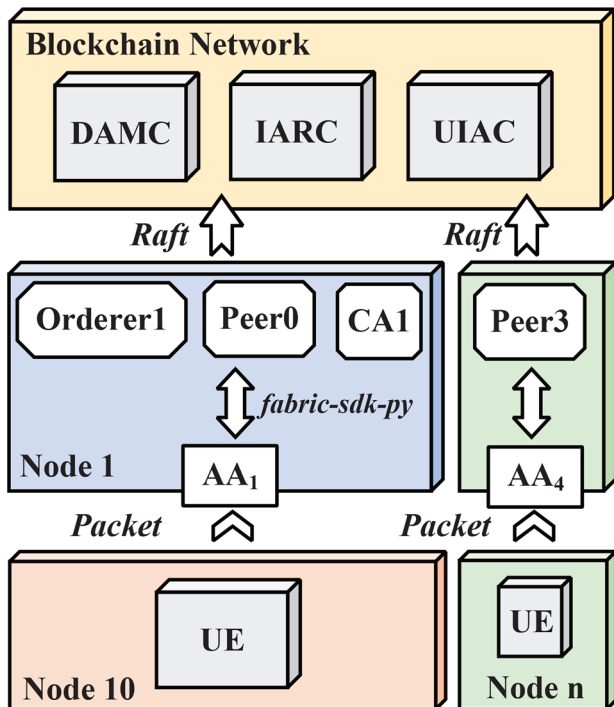 Blockchain Network
DAMC
IARC
UIAC
Raft
Raft
Orderer1
Peer0
CA1
Peer3
fabric-sdk-py
Node 1
AA₁
AA₄
Packet
Packet
UE
UE
Node 10
Node n